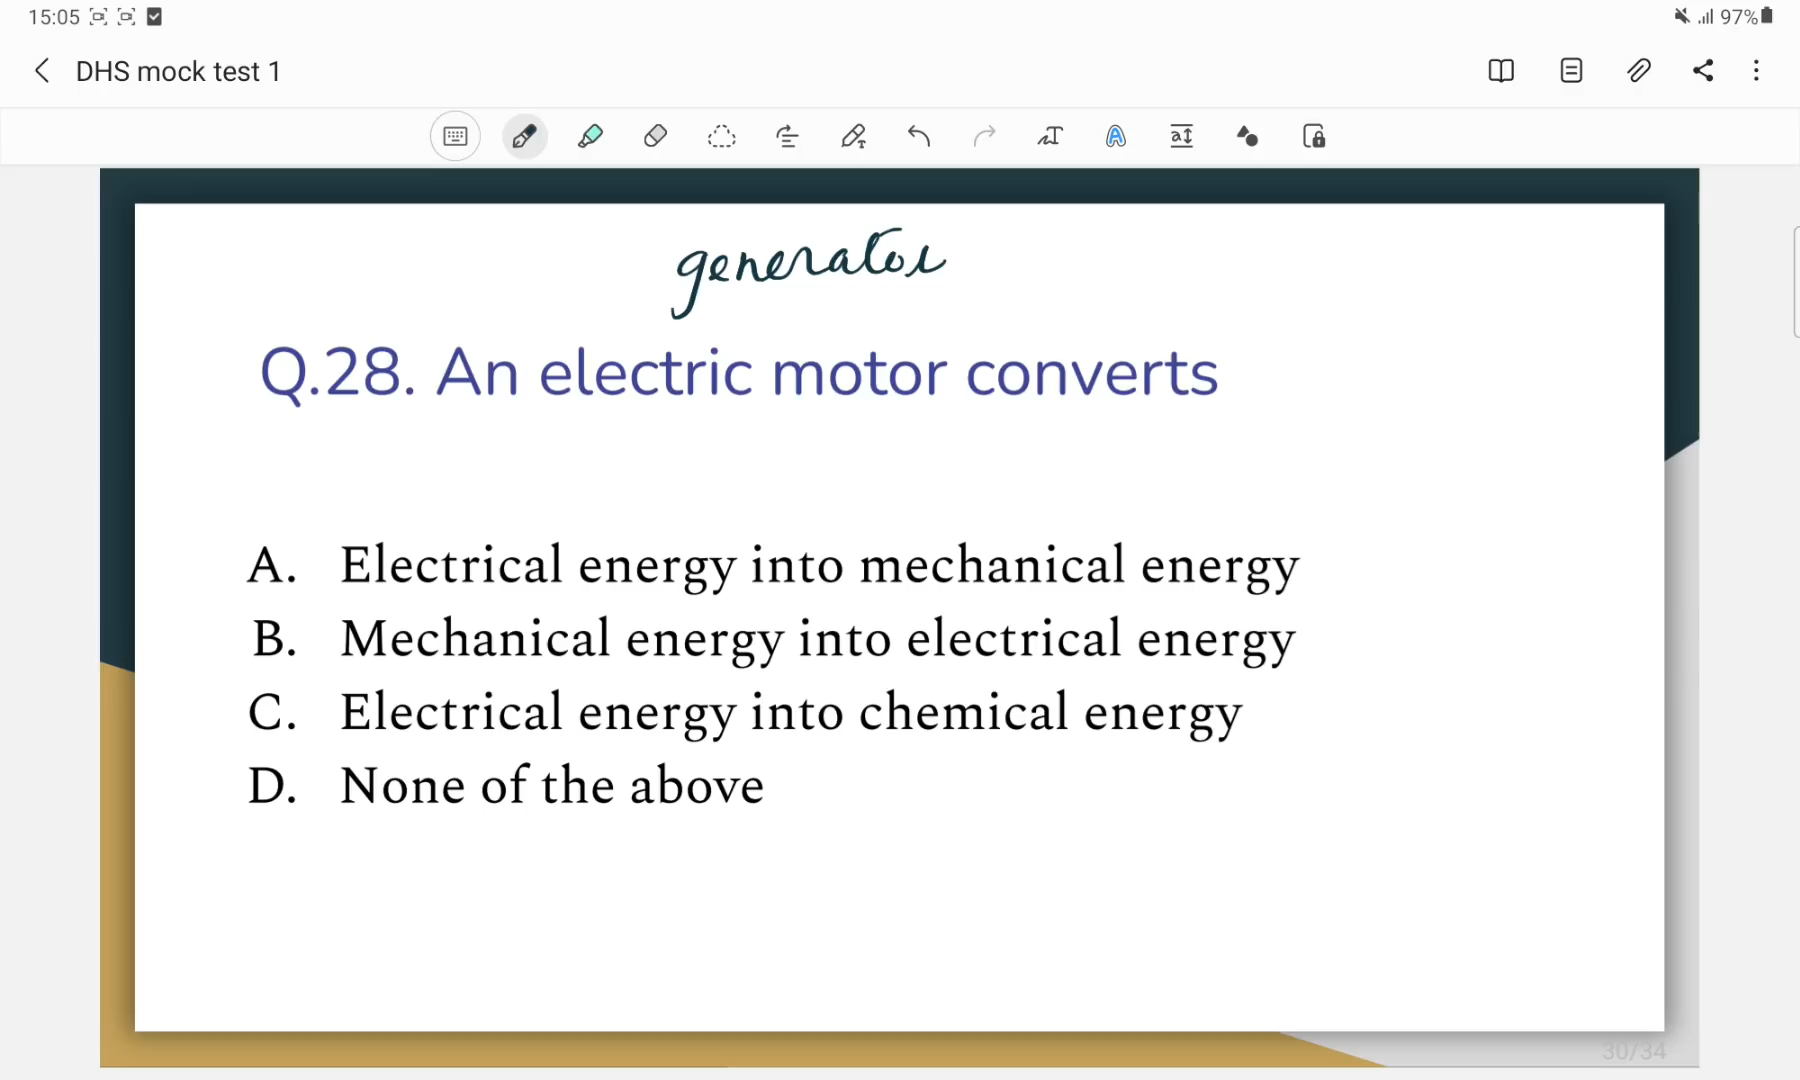 15:05
97%
DHS mock test 1
generator
Q.28. An electric motor converts
A. Electrical energy into mechanical energy
B. Mechanical energy into electrical energy
C. Electrical energy into chemical energy
D. None of the above
30/34